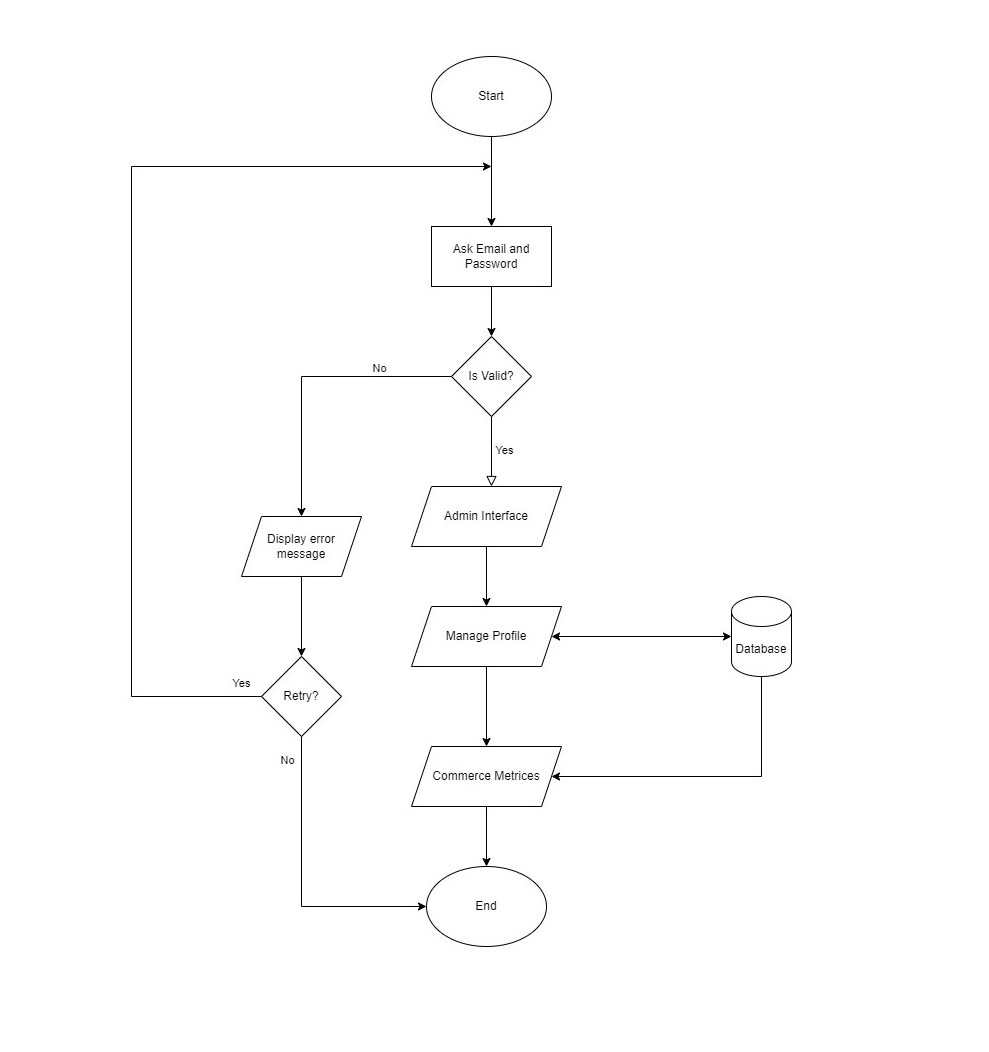 Start
Ask Email and
Password
Is Valid?
No
Yes
Admin Interface
Display error
message
Manage Profile
Database
Yes
Retry?
No
Commerce Metrices
End